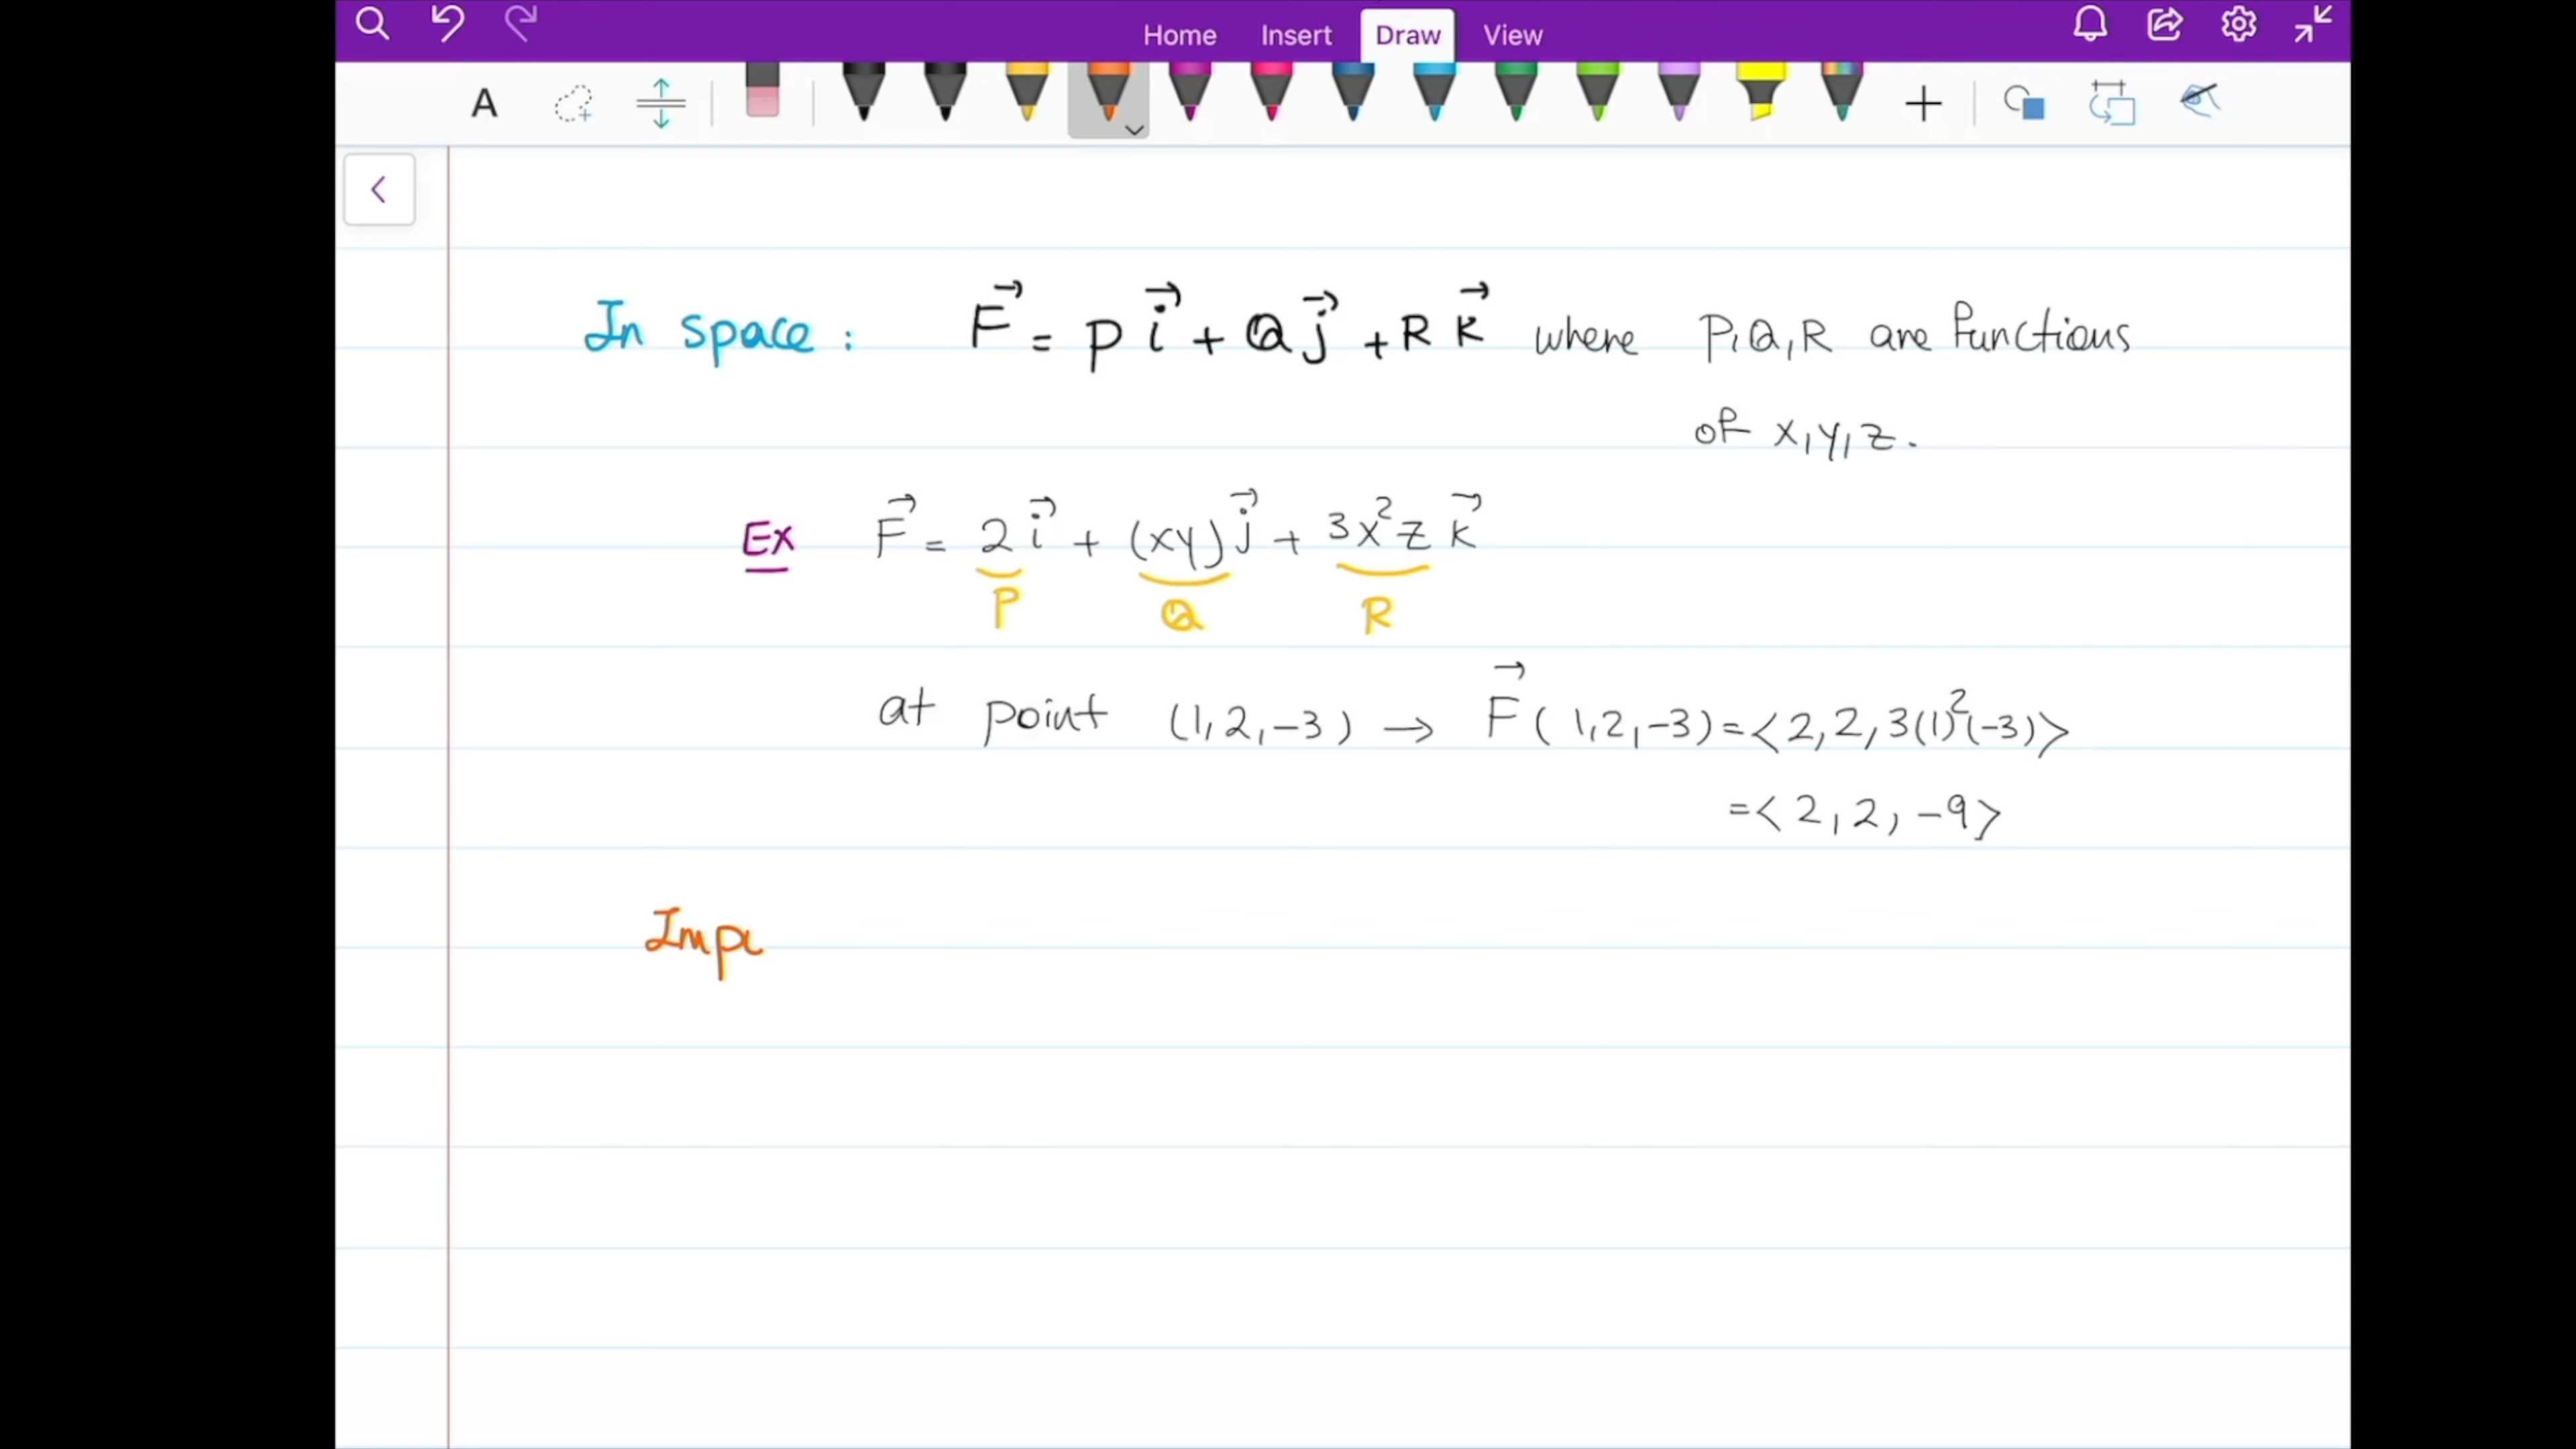 Home Insert Draw View
A
In space : F⃗ = P i⃗ + Q j⃗ + R k⃗ where P, Q, R are functions
of x, y, z.
Ex F⃗ = 2 i⃗ + (xy) j⃗ + 3x²z k⃗
P Q R
at point (1, 2, -3) → F⃗ (1, 2, -3) = <2, 2, 3(1)²(-3)>
= <2, 2, -9>